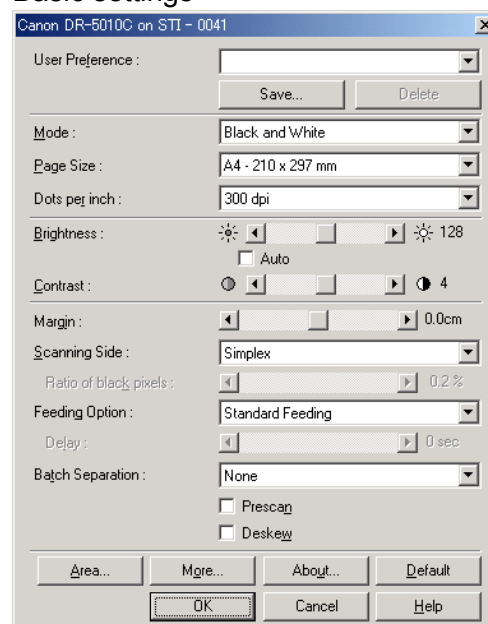 Basic settings
Canon DR-5010C on STI - 0041
User Preference :
Save... Delete
Mode : Black and White
Page Size : A4 - 210 x 297 mm
Dots per inch : 300 dpi
Brightness : 128
Auto
Contrast : 4
Margin : 0.0cm
Scanning Side : Simplex
Ratio of black pixels : 0.2 %
Feeding Option : Standard Feeding
Delay : 0 sec
Batch Separation : None
Prescan
Deskew
Area... More... About... Default
OK Cancel Help